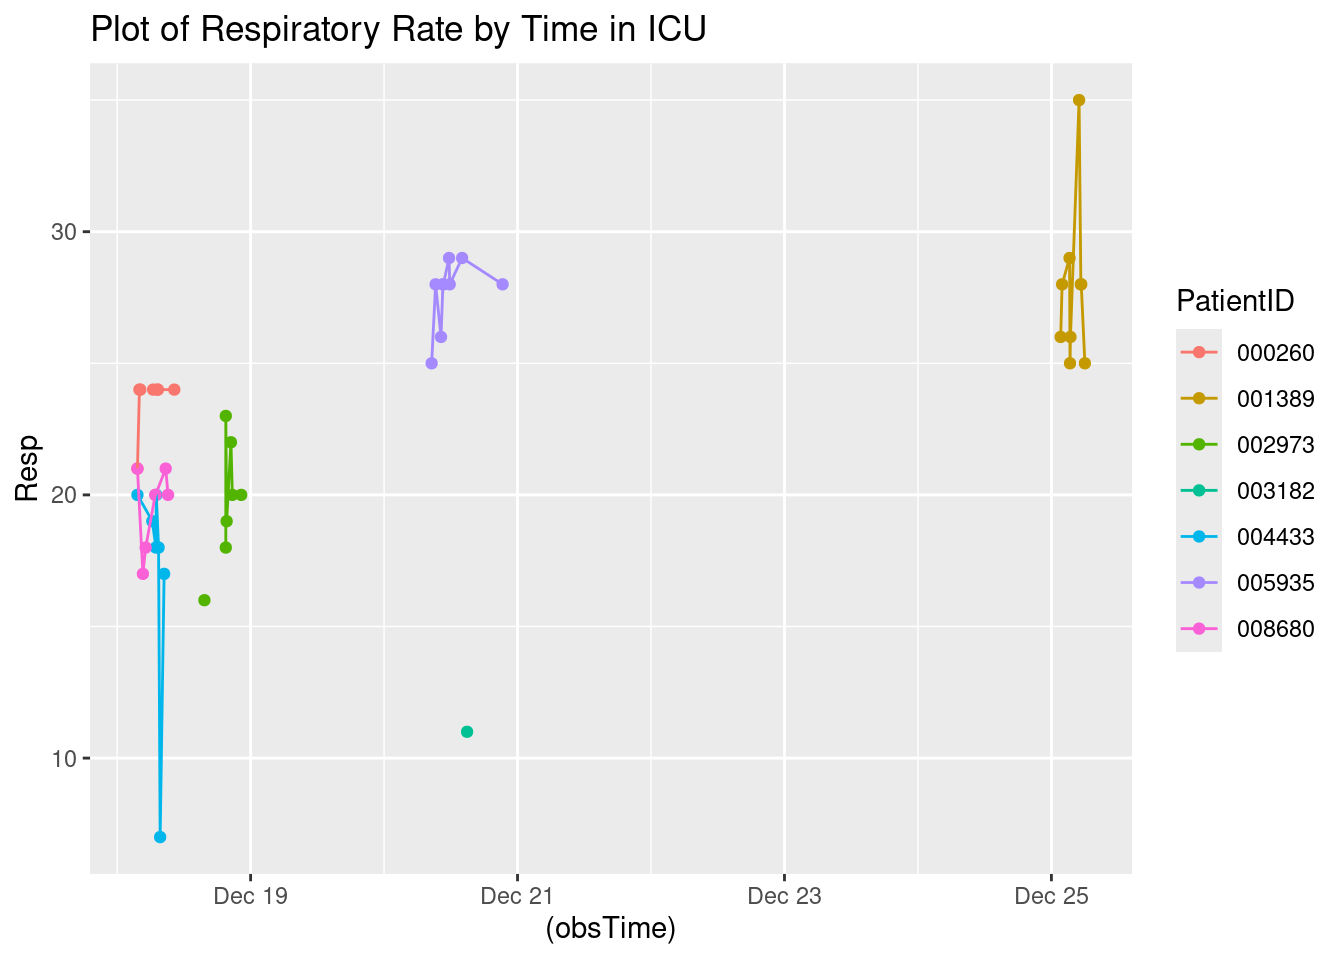 Plot of Respiratory Rate by Time in ICU
Resp
30
20
10
Dec 19
Dec 21
Dec 23
Dec 25
(obsTime)
PatientID
000260
001389
002973
003182
004433
005935
008680